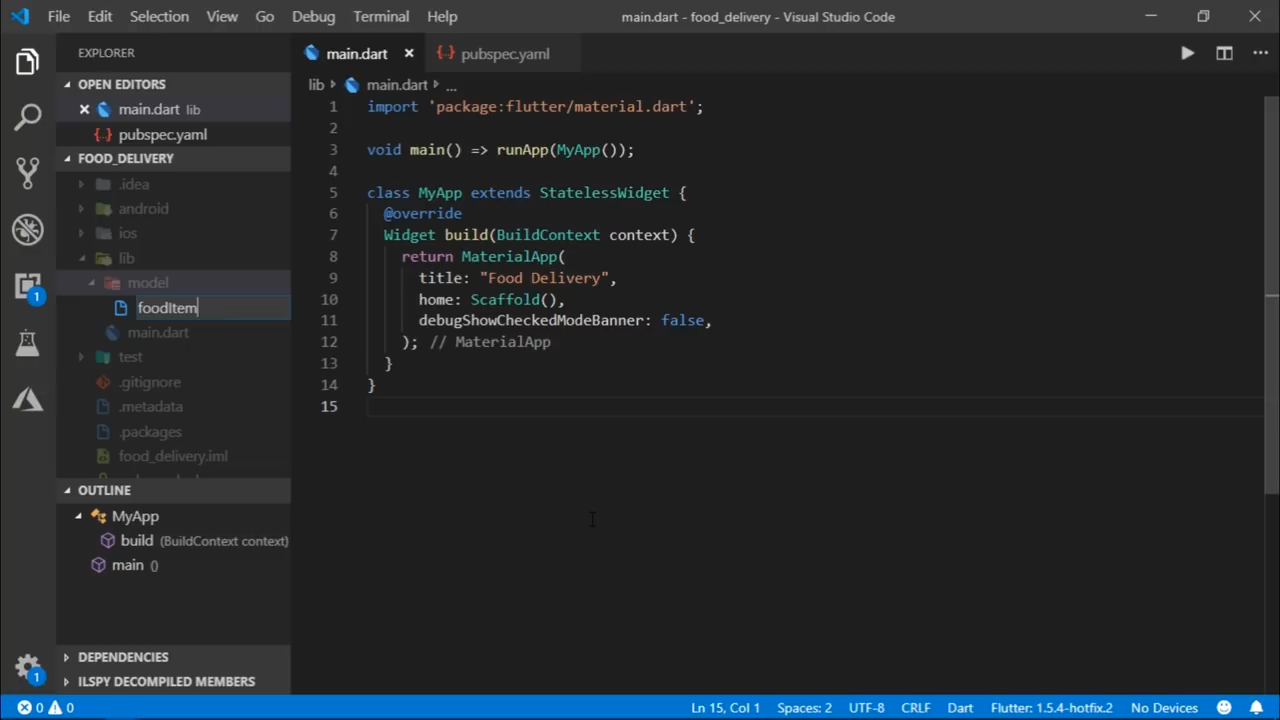 File Edit Selection View Go Debug Terminal Help
main.dart - food_delivery - Visual Studio Code
EXPLORER
OPEN EDITORS
main.dart lib
{..} pubspec.yaml
FOOD_DELIVERY
.idea
android
ios
lib
model
foodItem
main.dart
test
.gitignore
.metadata
.packages
food_delivery.iml
OUTLINE
MyApp
build (BuildContext context)
main ()
DEPENDENCIES
ILSPY DECOMPILED MEMBERS
1
1
main.dart {..} pubspec.yaml
lib main.dart ...
1 import 'package:flutter/material.dart';
2
3 void main() => runApp(MyApp());
4
5 class MyApp extends StatelessWidget {
6 @override
7 Widget build(BuildContext context) {
8 return MaterialApp(
9 title: "Food Delivery",
10 home: Scaffold(),
11 debugShowCheckedModeBanner: false,
12 ); // MaterialApp
13 }
14 }
15
0 0 Ln 15, Col 1 Spaces: 2 UTF-8 CRLF Dart Flutter: 1.5.4-hotfix.2 No Devices